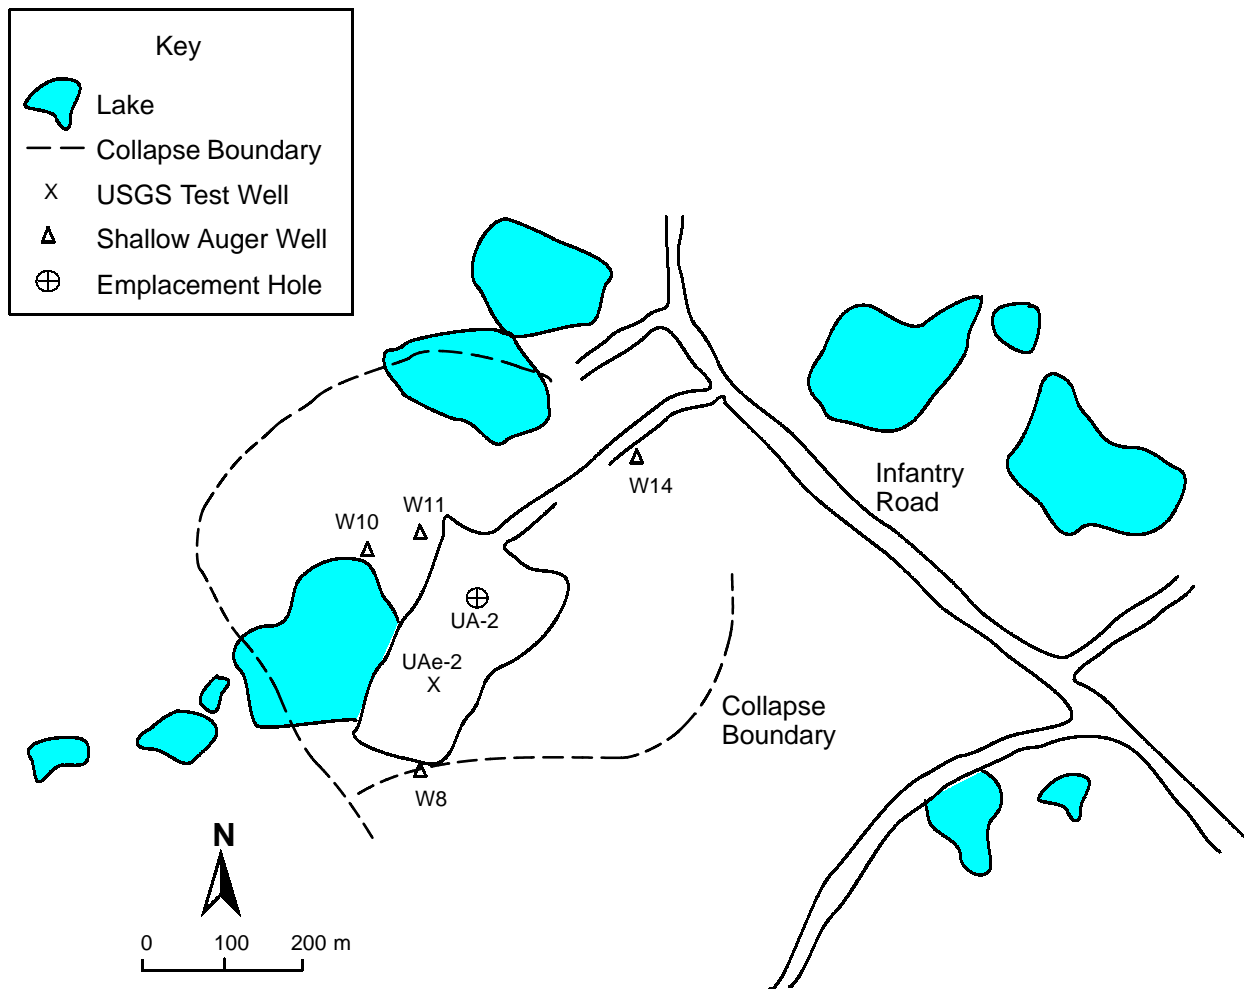 Key
Lake
Collapse Boundary
X USGS Test Well
Shallow Auger Well
Emplacement Hole
Infantry
Road
W14
W11
W10
UA-2
UAe-2
X
Collapse
Boundary
W8
N
0 100 200 m